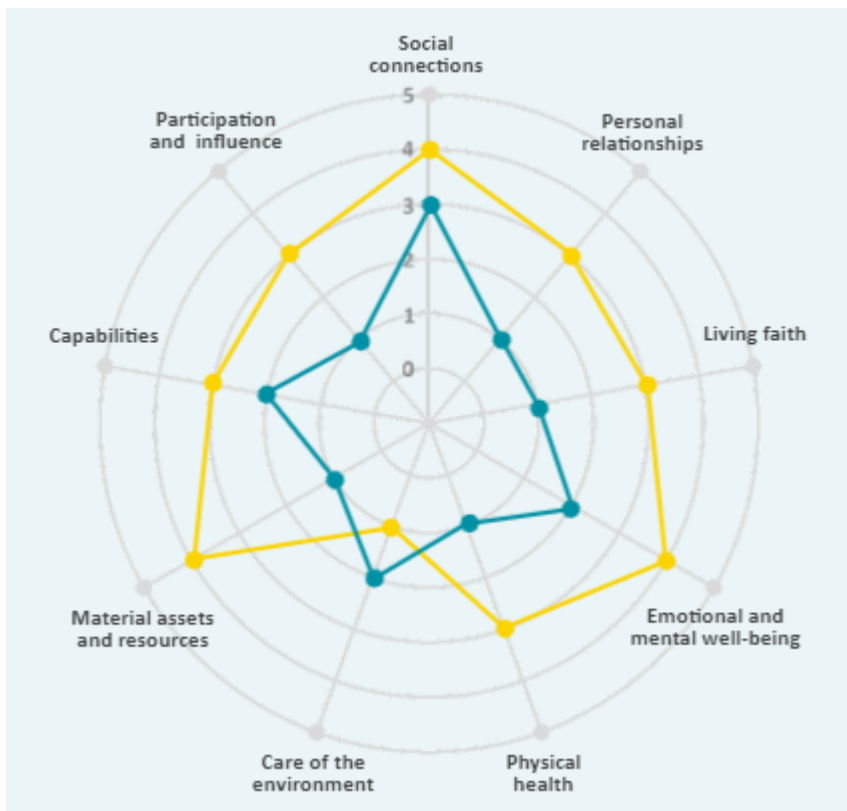 Social
connections
Participation
and  influence
Personal
relationships
5
4
3
2
1
0
Capabilities
Living faith
Material assets
and resources
Emotional and
mental well-being
Care of the
environment
Physical
health